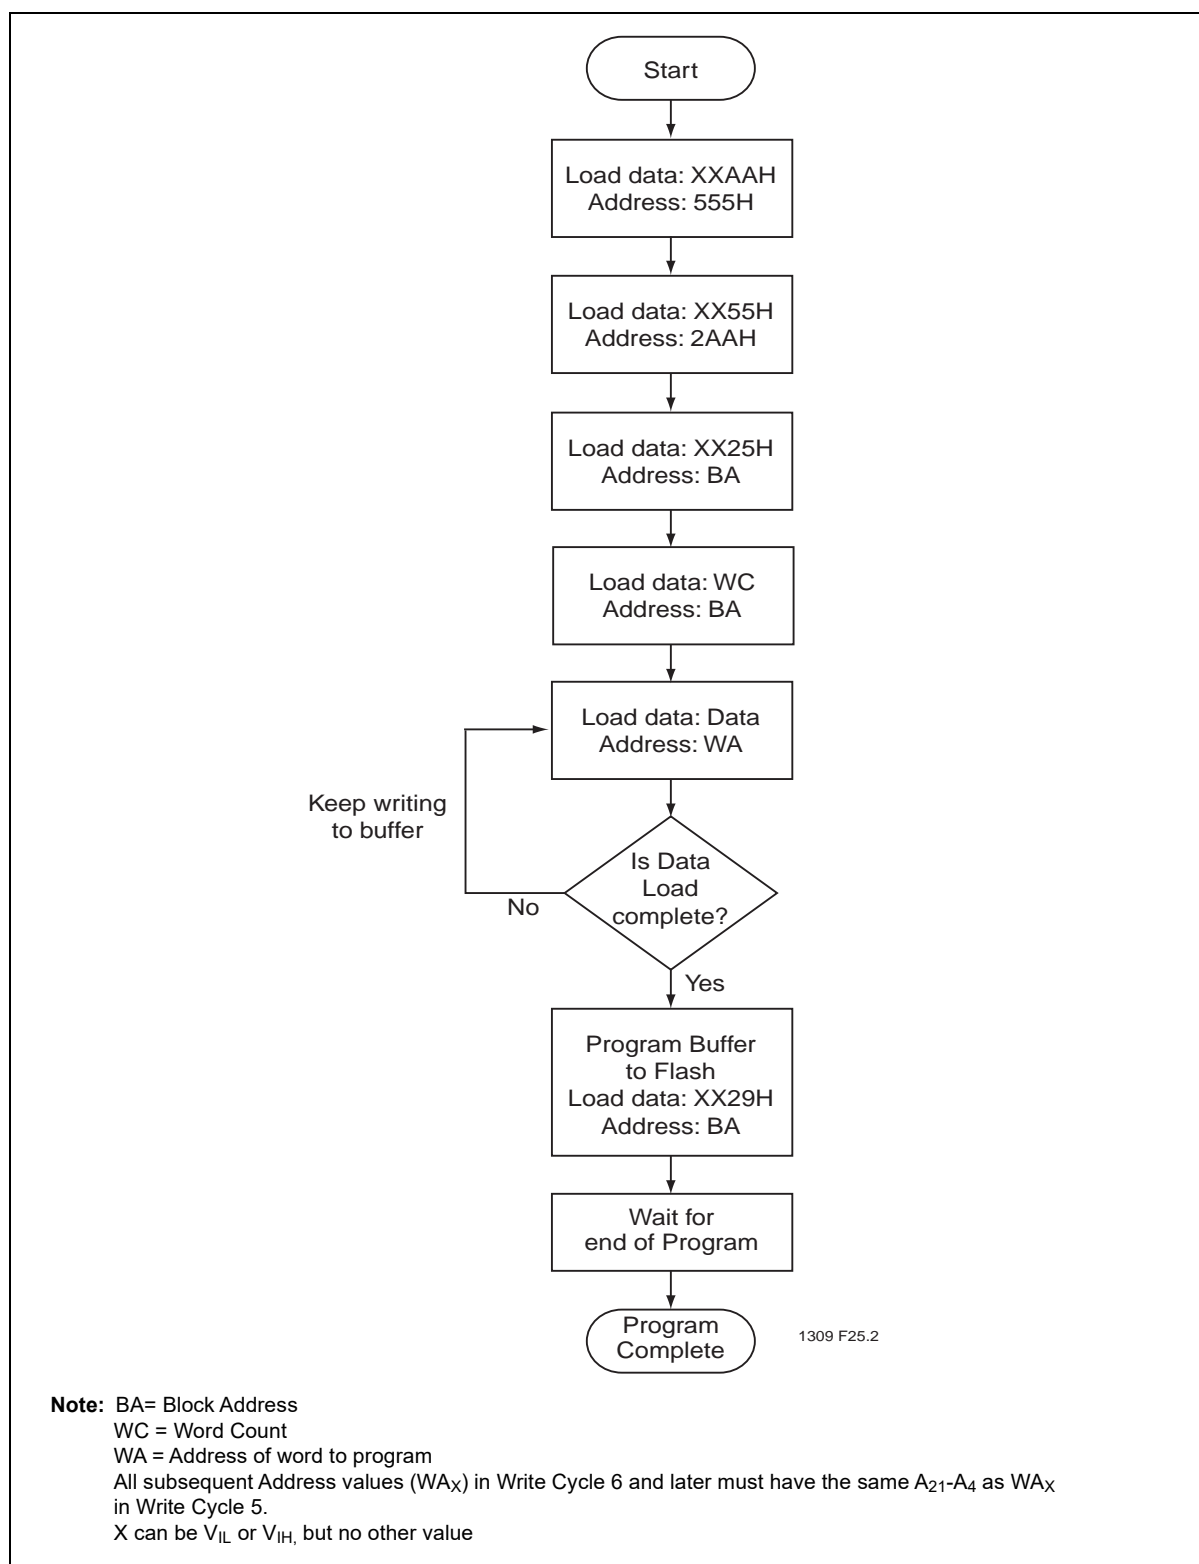 Start
Load data: XXAAH
Address: 555H
Load data: XX55H
Address: 2AAH
Load data: XX25H
Address: BA
Load data: WC
Address: BA
Load data: Data
Address: WA
Keep writing
to buffer
Is Data
Load
complete?
No
Yes
Program Buffer
to Flash
Load data: XX29H
Address: BA
Wait for
end of Program
Program
Complete
1309 F25.2
Note: BA= Block Address
WC = Word Count
WA = Address of word to program
All subsequent Address values (WAX) in Write Cycle 6 and later must have the same A21-A4 as WAX
in Write Cycle 5.
X can be VIL or VIH, but no other value